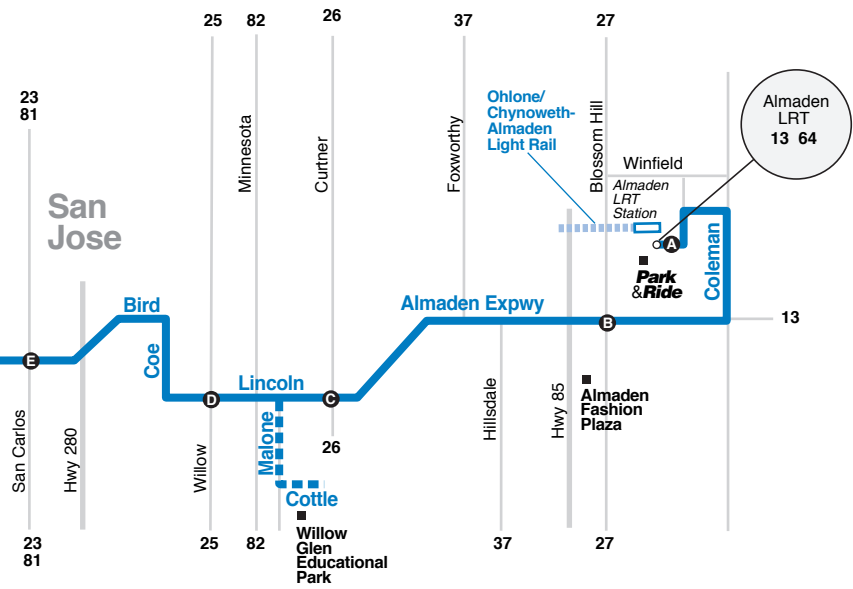 25
82
26
37
27
23
81
Minnesota
Curtner
Foxworthy
Ohlone/
Chynoweth-
Almaden
Light Rail
Blossom Hill
Winfield
Almaden
LRT
13 64
Almaden
LRT
Station
San
Jose
A
Park
&Ride
Coleman
Bird
Almaden Expwy
13
B
Coe
E
Lincoln
D
C
Almaden
Fashion
Plaza
San Carlos
Hwy 280
Willow
Malone
26
Hillsdale
Hwy 85
Cottle
Willow
Glen
Educational
Park
23
81
25
82
37
27